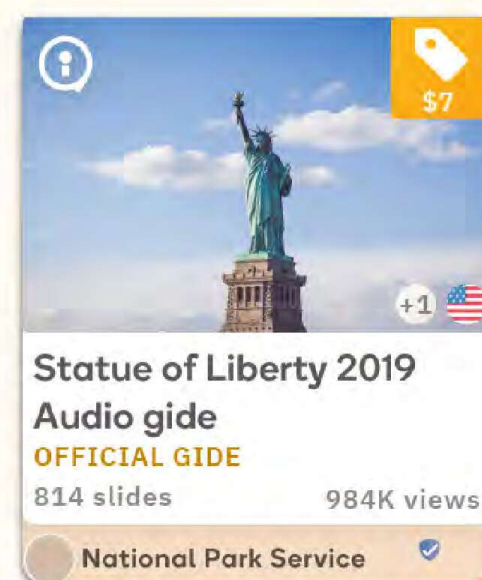 $7
+1
Statue of Liberty 2019
Audio gide
OFFICIAL GIDE
814 slides
984K views
National Park Service